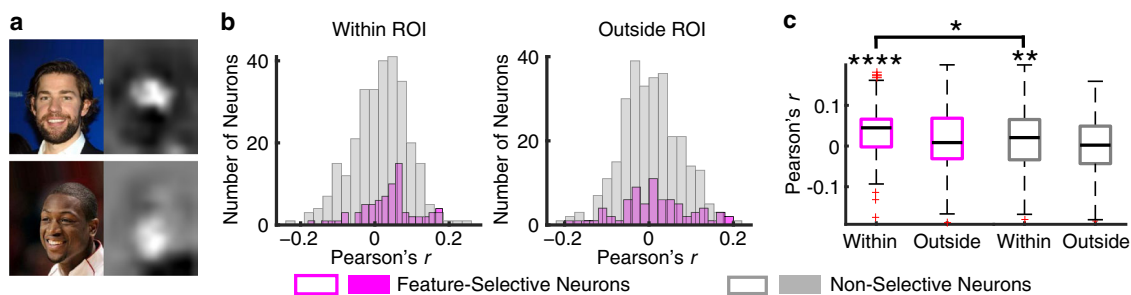 a
b
c
Within ROI
Outside ROI
Number of Neurons
40
20
0
-0.2 0 0.2
Pearson's r
Number of Neurons
40
20
0
-0.2 0 0.2
Pearson's r
*
**** **
Pearson's r
0.1
0
-0.1
Within Outside Within Outside
Feature-Selective Neurons
Non-Selective Neurons